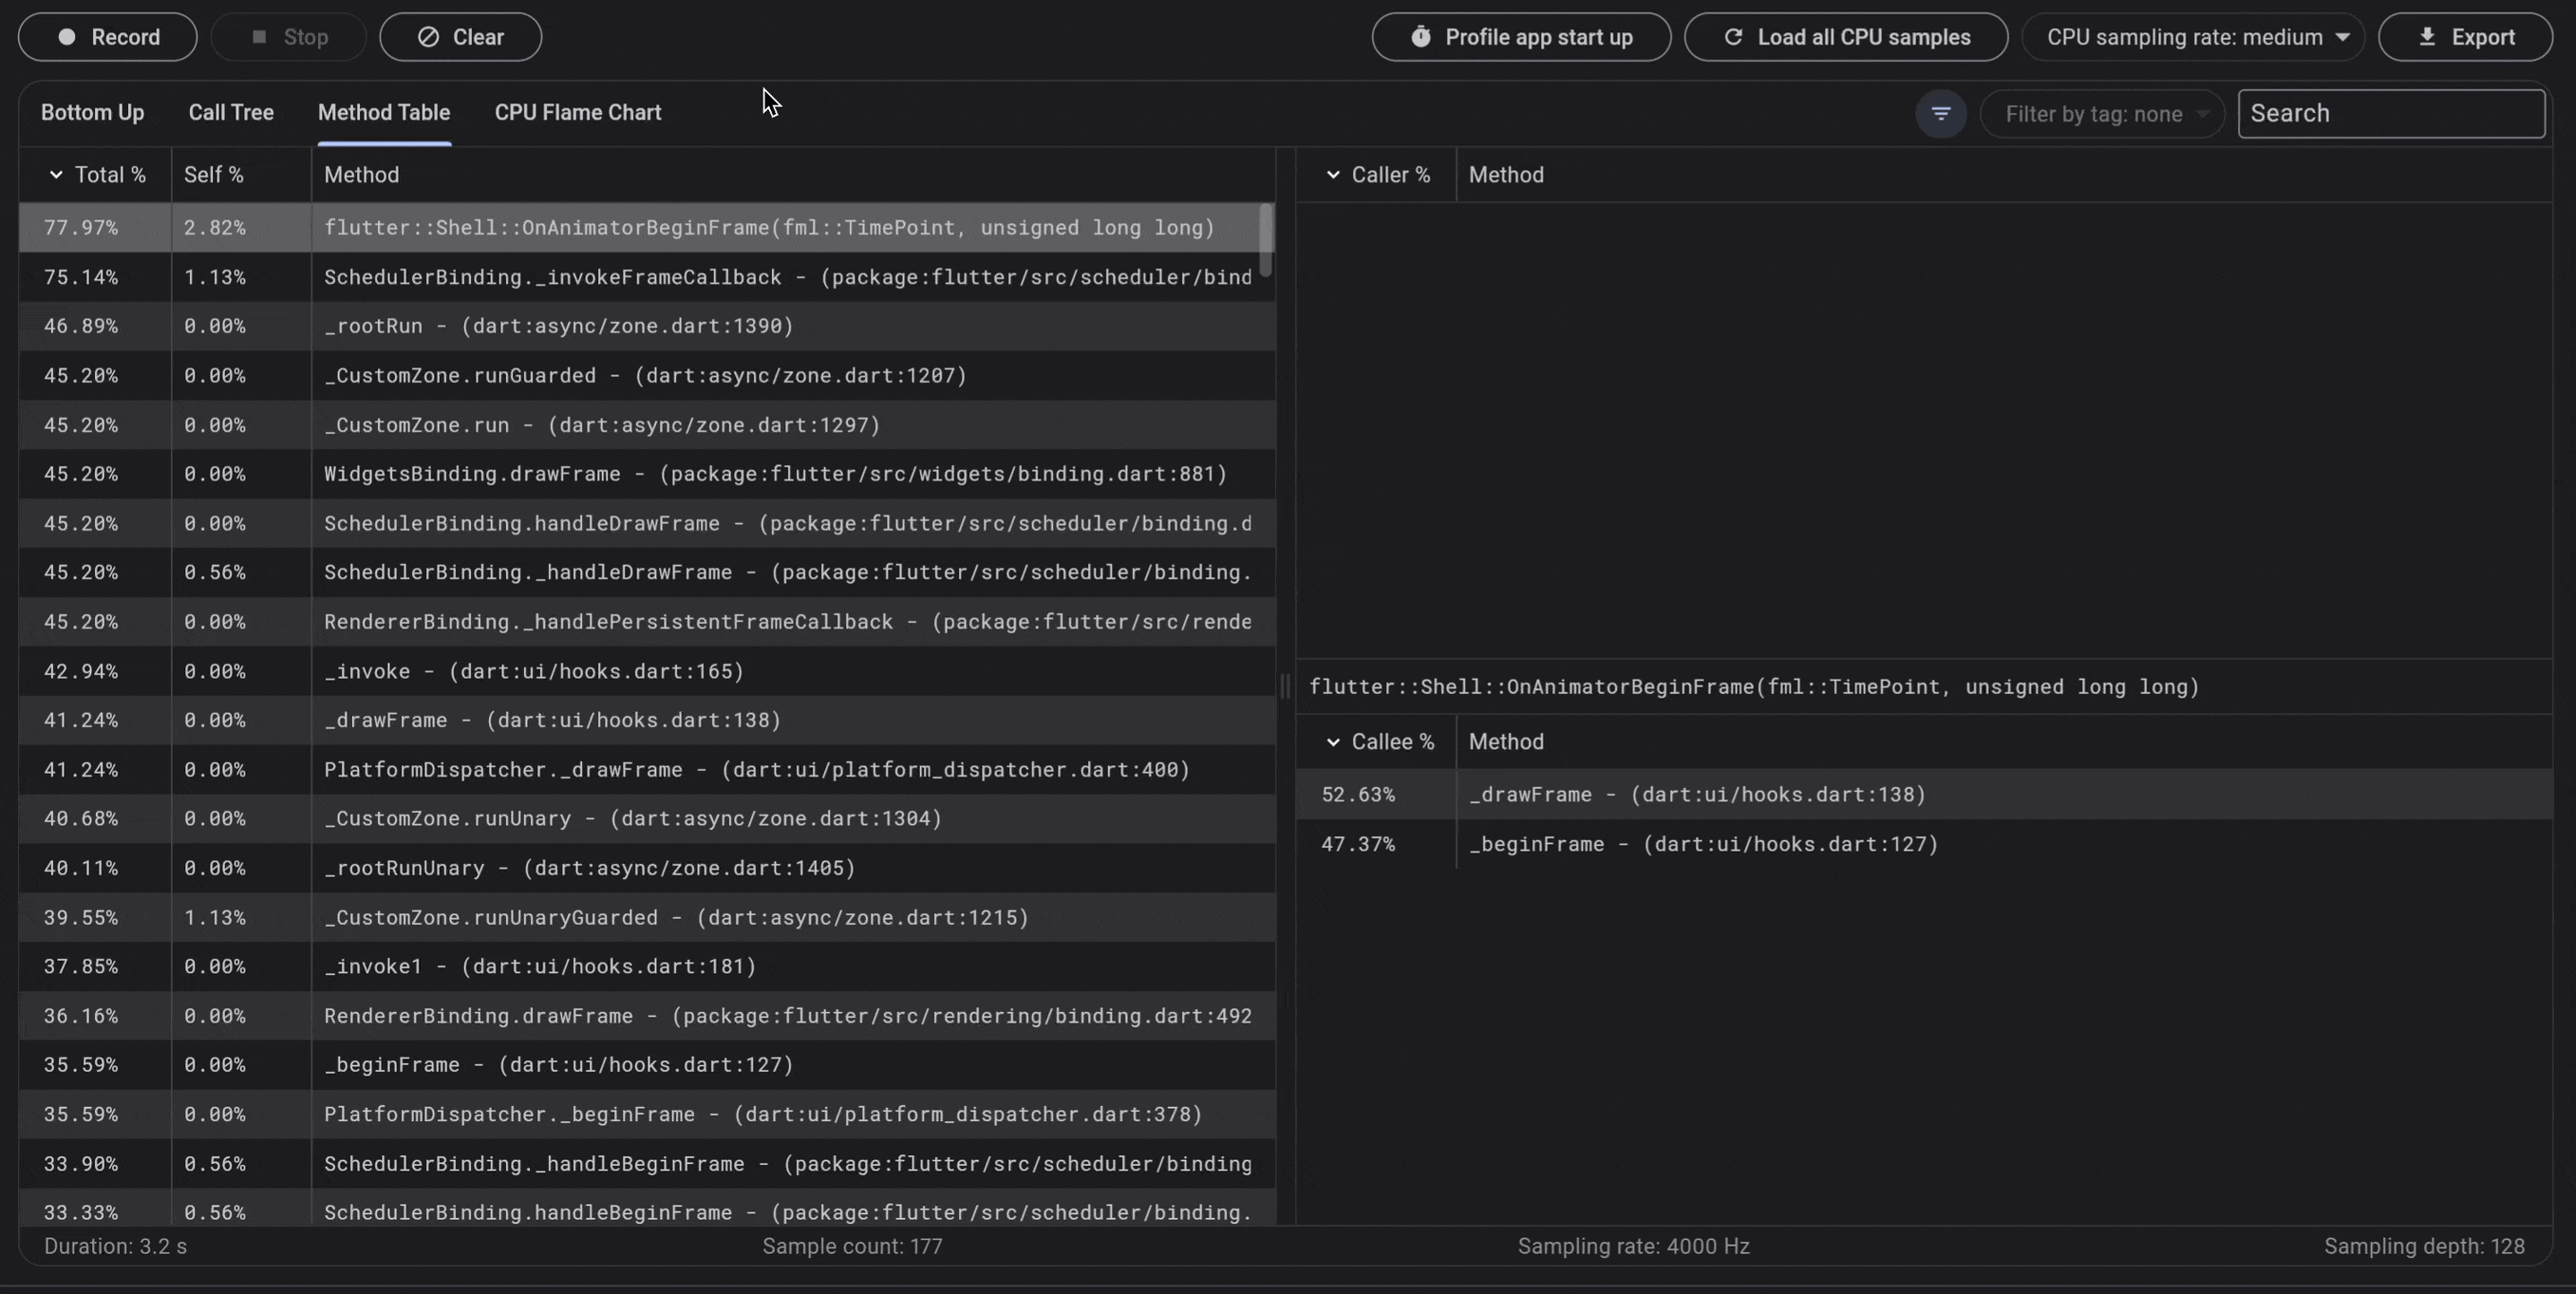 Record Stop Clear Profile app start up Load all CPU samples CPU sampling rate: medium Export
Bottom Up Call Tree Method Table CPU Flame Chart Filter by tag: none Search
Total % Self % Method
77.97% 2.82% flutter::Shell::OnAnimatorBeginFrame(fml::TimePoint, unsigned long long)
75.14% 1.13% SchedulerBinding._invokeFrameCallback - (package:flutter/src/scheduler/bind
46.89% 0.00% _rootRun - (dart:async/zone.dart:1390)
45.20% 0.00% _CustomZone.runGuarded - (dart:async/zone.dart:1207)
45.20% 0.00% _CustomZone.run - (dart:async/zone.dart:1297)
45.20% 0.00% WidgetsBinding.drawFrame - (package:flutter/src/widgets/binding.dart:881)
45.20% 0.00% SchedulerBinding.handleDrawFrame - (package:flutter/src/scheduler/binding.d
45.20% 0.56% SchedulerBinding._handleDrawFrame - (package:flutter/src/scheduler/binding.
45.20% 0.00% RendererBinding._handlePersistentFrameCallback - (package:flutter/src/rende
42.94% 0.00% _invoke - (dart:ui/hooks.dart:165)
41.24% 0.00% _drawFrame - (dart:ui/hooks.dart:138)
41.24% 0.00% PlatformDispatcher._drawFrame - (dart:ui/platform_dispatcher.dart:400)
40.68% 0.00% _CustomZone.runUnary - (dart:async/zone.dart:1304)
40.11% 0.00% _rootRunUnary - (dart:async/zone.dart:1405)
39.55% 1.13% _CustomZone.runUnaryGuarded - (dart:async/zone.dart:1215)
37.85% 0.00% _invoke1 - (dart:ui/hooks.dart:181)
36.16% 0.00% RendererBinding.drawFrame - (package:flutter/src/rendering/binding.dart:492
35.59% 0.00% _beginFrame - (dart:ui/hooks.dart:127)
35.59% 0.00% PlatformDispatcher._beginFrame - (dart:ui/platform_dispatcher.dart:378)
33.90% 0.56% SchedulerBinding._handleBeginFrame - (package:flutter/src/scheduler/binding
33.33% 0.56% SchedulerBinding.handleBeginFrame - (package:flutter/src/scheduler/binding.
Caller % Method
flutter::Shell::OnAnimatorBeginFrame(fml::TimePoint, unsigned long long)
Callee % Method
52.63% _drawFrame - (dart:ui/hooks.dart:138)
47.37% _beginFrame - (dart:ui/hooks.dart:127)
Duration: 3.2 s Sample count: 177 Sampling rate: 4000 Hz Sampling depth: 128